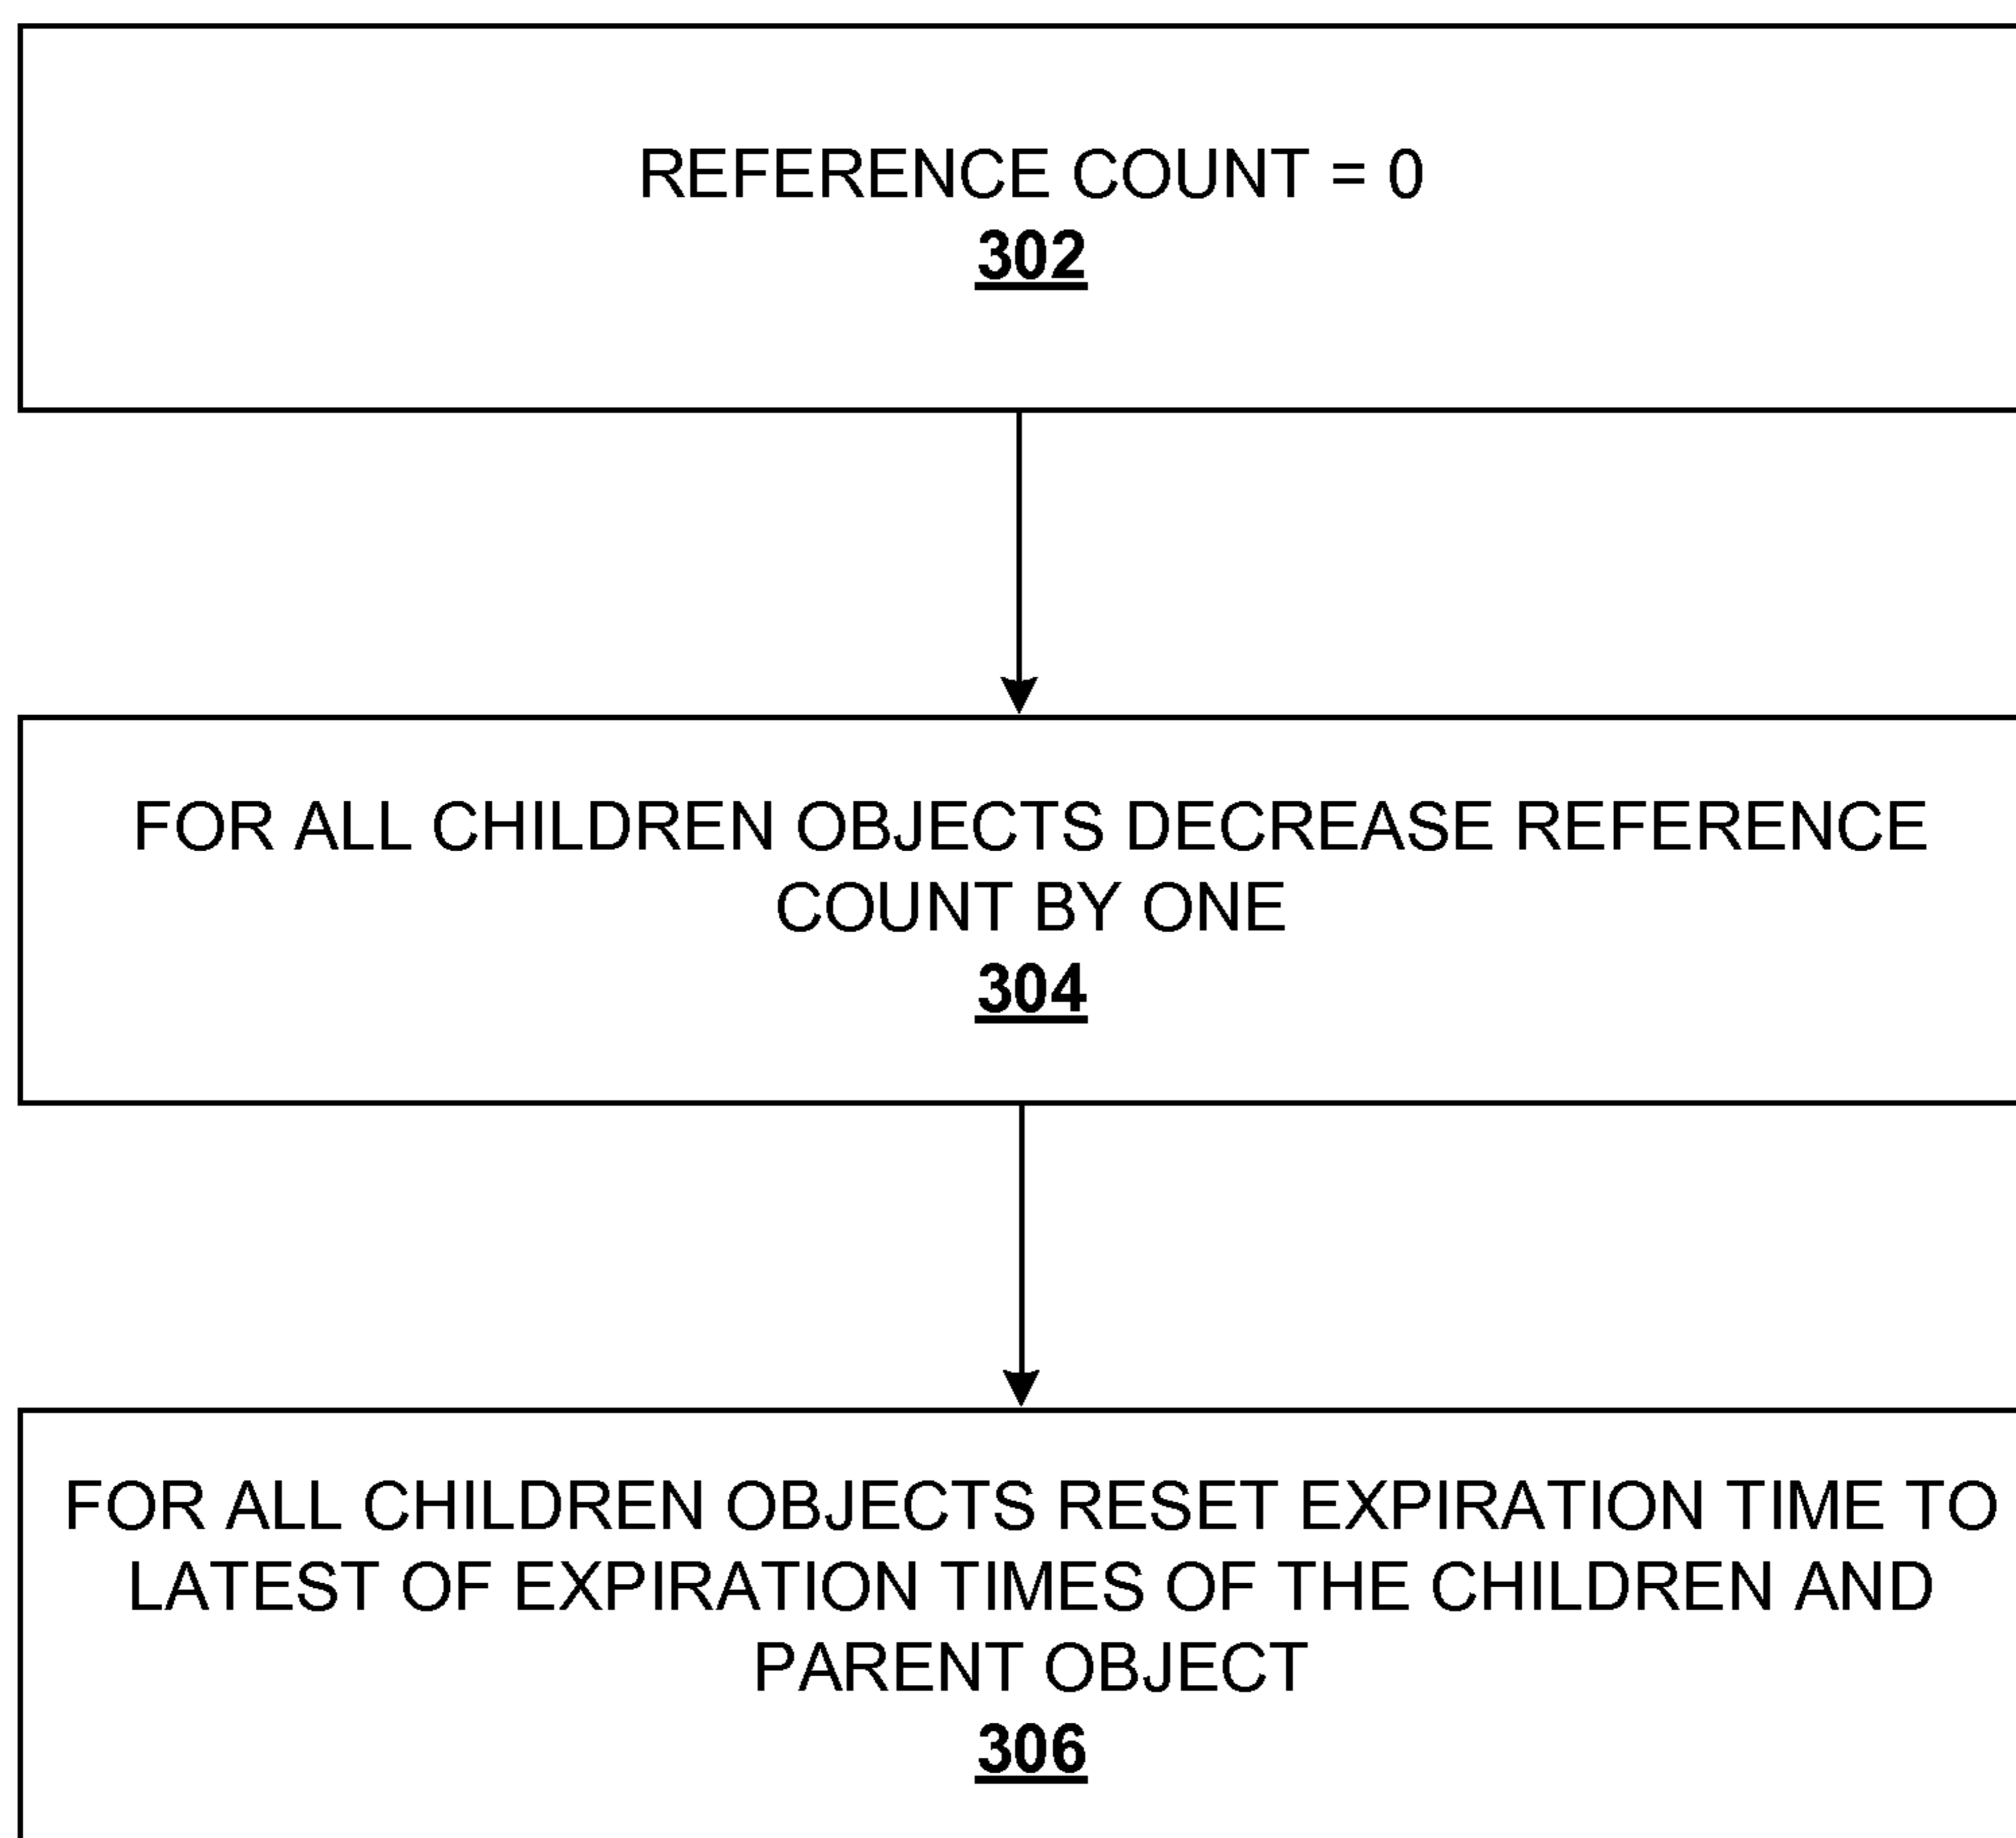 REFERENCE COUNT = 0
302
FOR ALL CHILDREN OBJECTS DECREASE REFERENCE
COUNT BY ONE
304
FOR ALL CHILDREN OBJECTS RESET EXPIRATION TIME TO
LATEST OF EXPIRATION TIMES OF THE CHILDREN AND
PARENT OBJECT
306